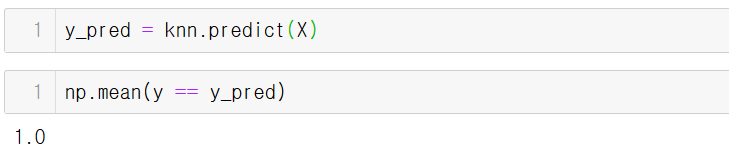 1 y_pred = knn.predict(X)
1 np.mean(y == y_pred)
1.0